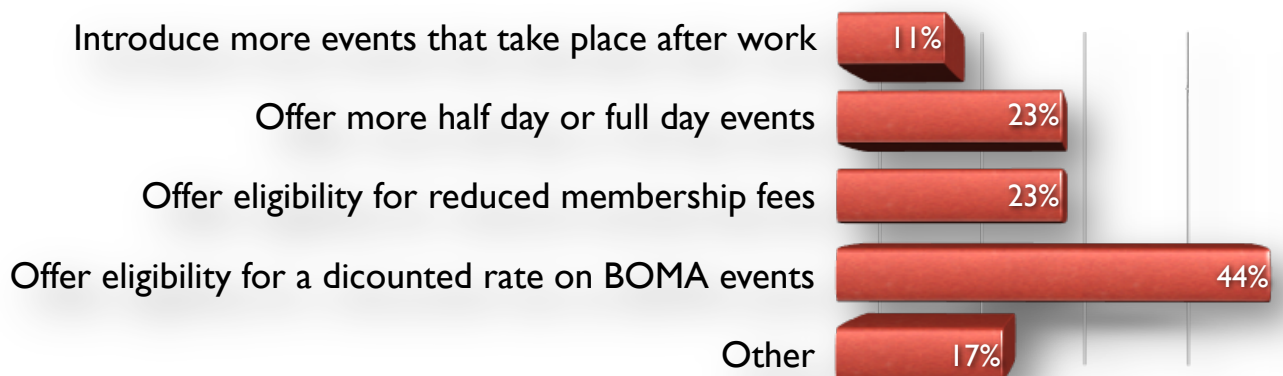 Introduce more events that take place after work 11%
Offer more half day or full day events 23%
Offer eligibility for reduced membership fees 23%
Offer eligibility for a dicounted rate on BOMA events 44%
Other 17%